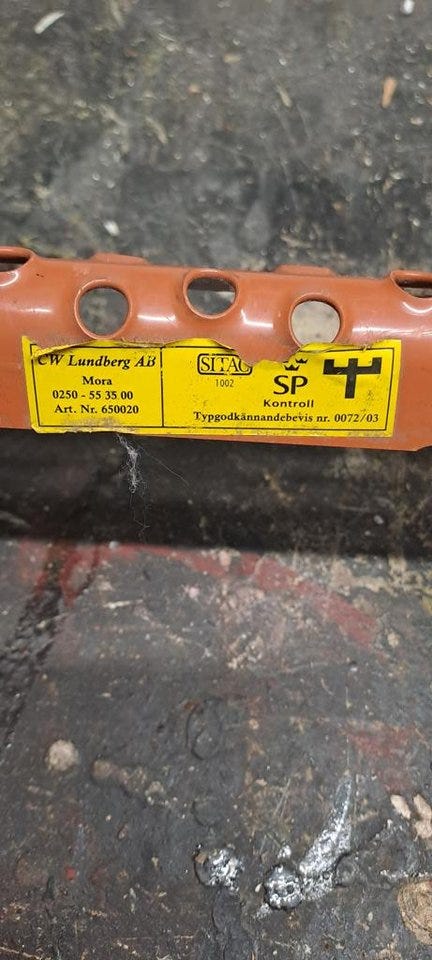 CW Lundberg AB
Mora
0250 - 55 35 00
Art. Nr. 650020
SITAC
1002
SP
Kontroll
Typgodkännandebevis nr. 0072/03